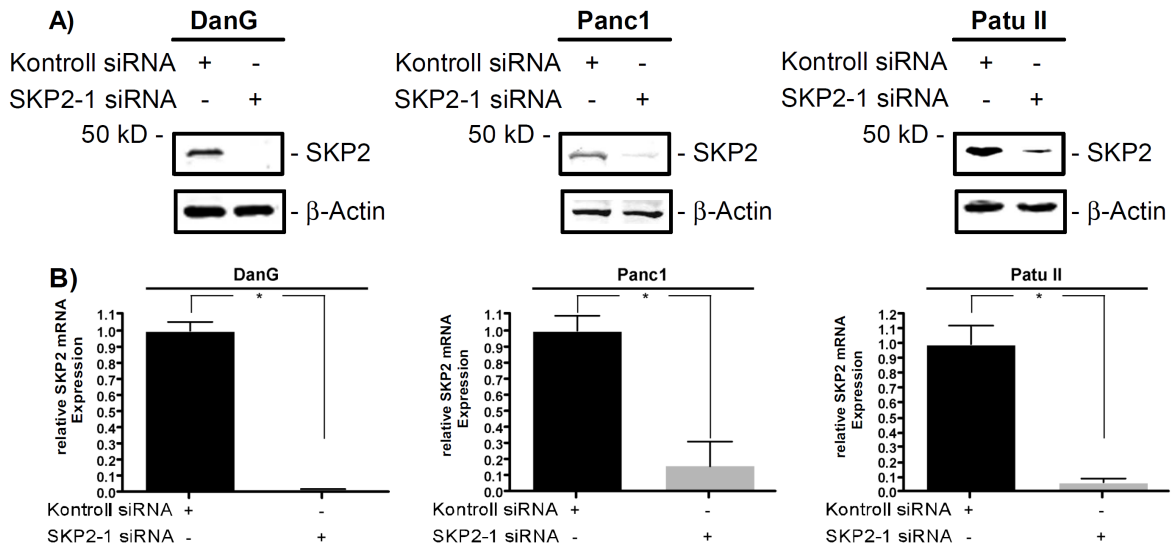 A)
DanG
Kontroll siRNA + -
SKP2-1 siRNA - +
50 kD -
- SKP2
- β-Actin
Panc1
Kontroll siRNA + -
SKP2-1 siRNA - +
50 kD -
- SKP2
- β-Actin
Patu II
Kontroll siRNA + -
SKP2-1 siRNA - +
50 kD -
- SKP2
- β-Actin
B)
DanG
*
relative SKP2 mRNA
Expression
1.1
1.0
0.9
0.8
0.7
0.6
0.5
0.4
0.3
0.2
0.1
0.0
Kontroll siRNA + -
SKP2-1 siRNA - +
Panc1
*
relative SKP2 mRNA
Expression
1.1
1.0
0.9
0.8
0.7
0.6
0.5
0.4
0.3
0.2
0.1
0.0
Kontroll siRNA + -
SKP2-1 siRNA - +
Patu II
*
relative SKP2 mRNA
Expression
1.2
1.1
1.0
0.9
0.8
0.7
0.6
0.5
0.4
0.3
0.2
0.1
0.0
Kontroll siRNA + -
SKP2-1 siRNA - +